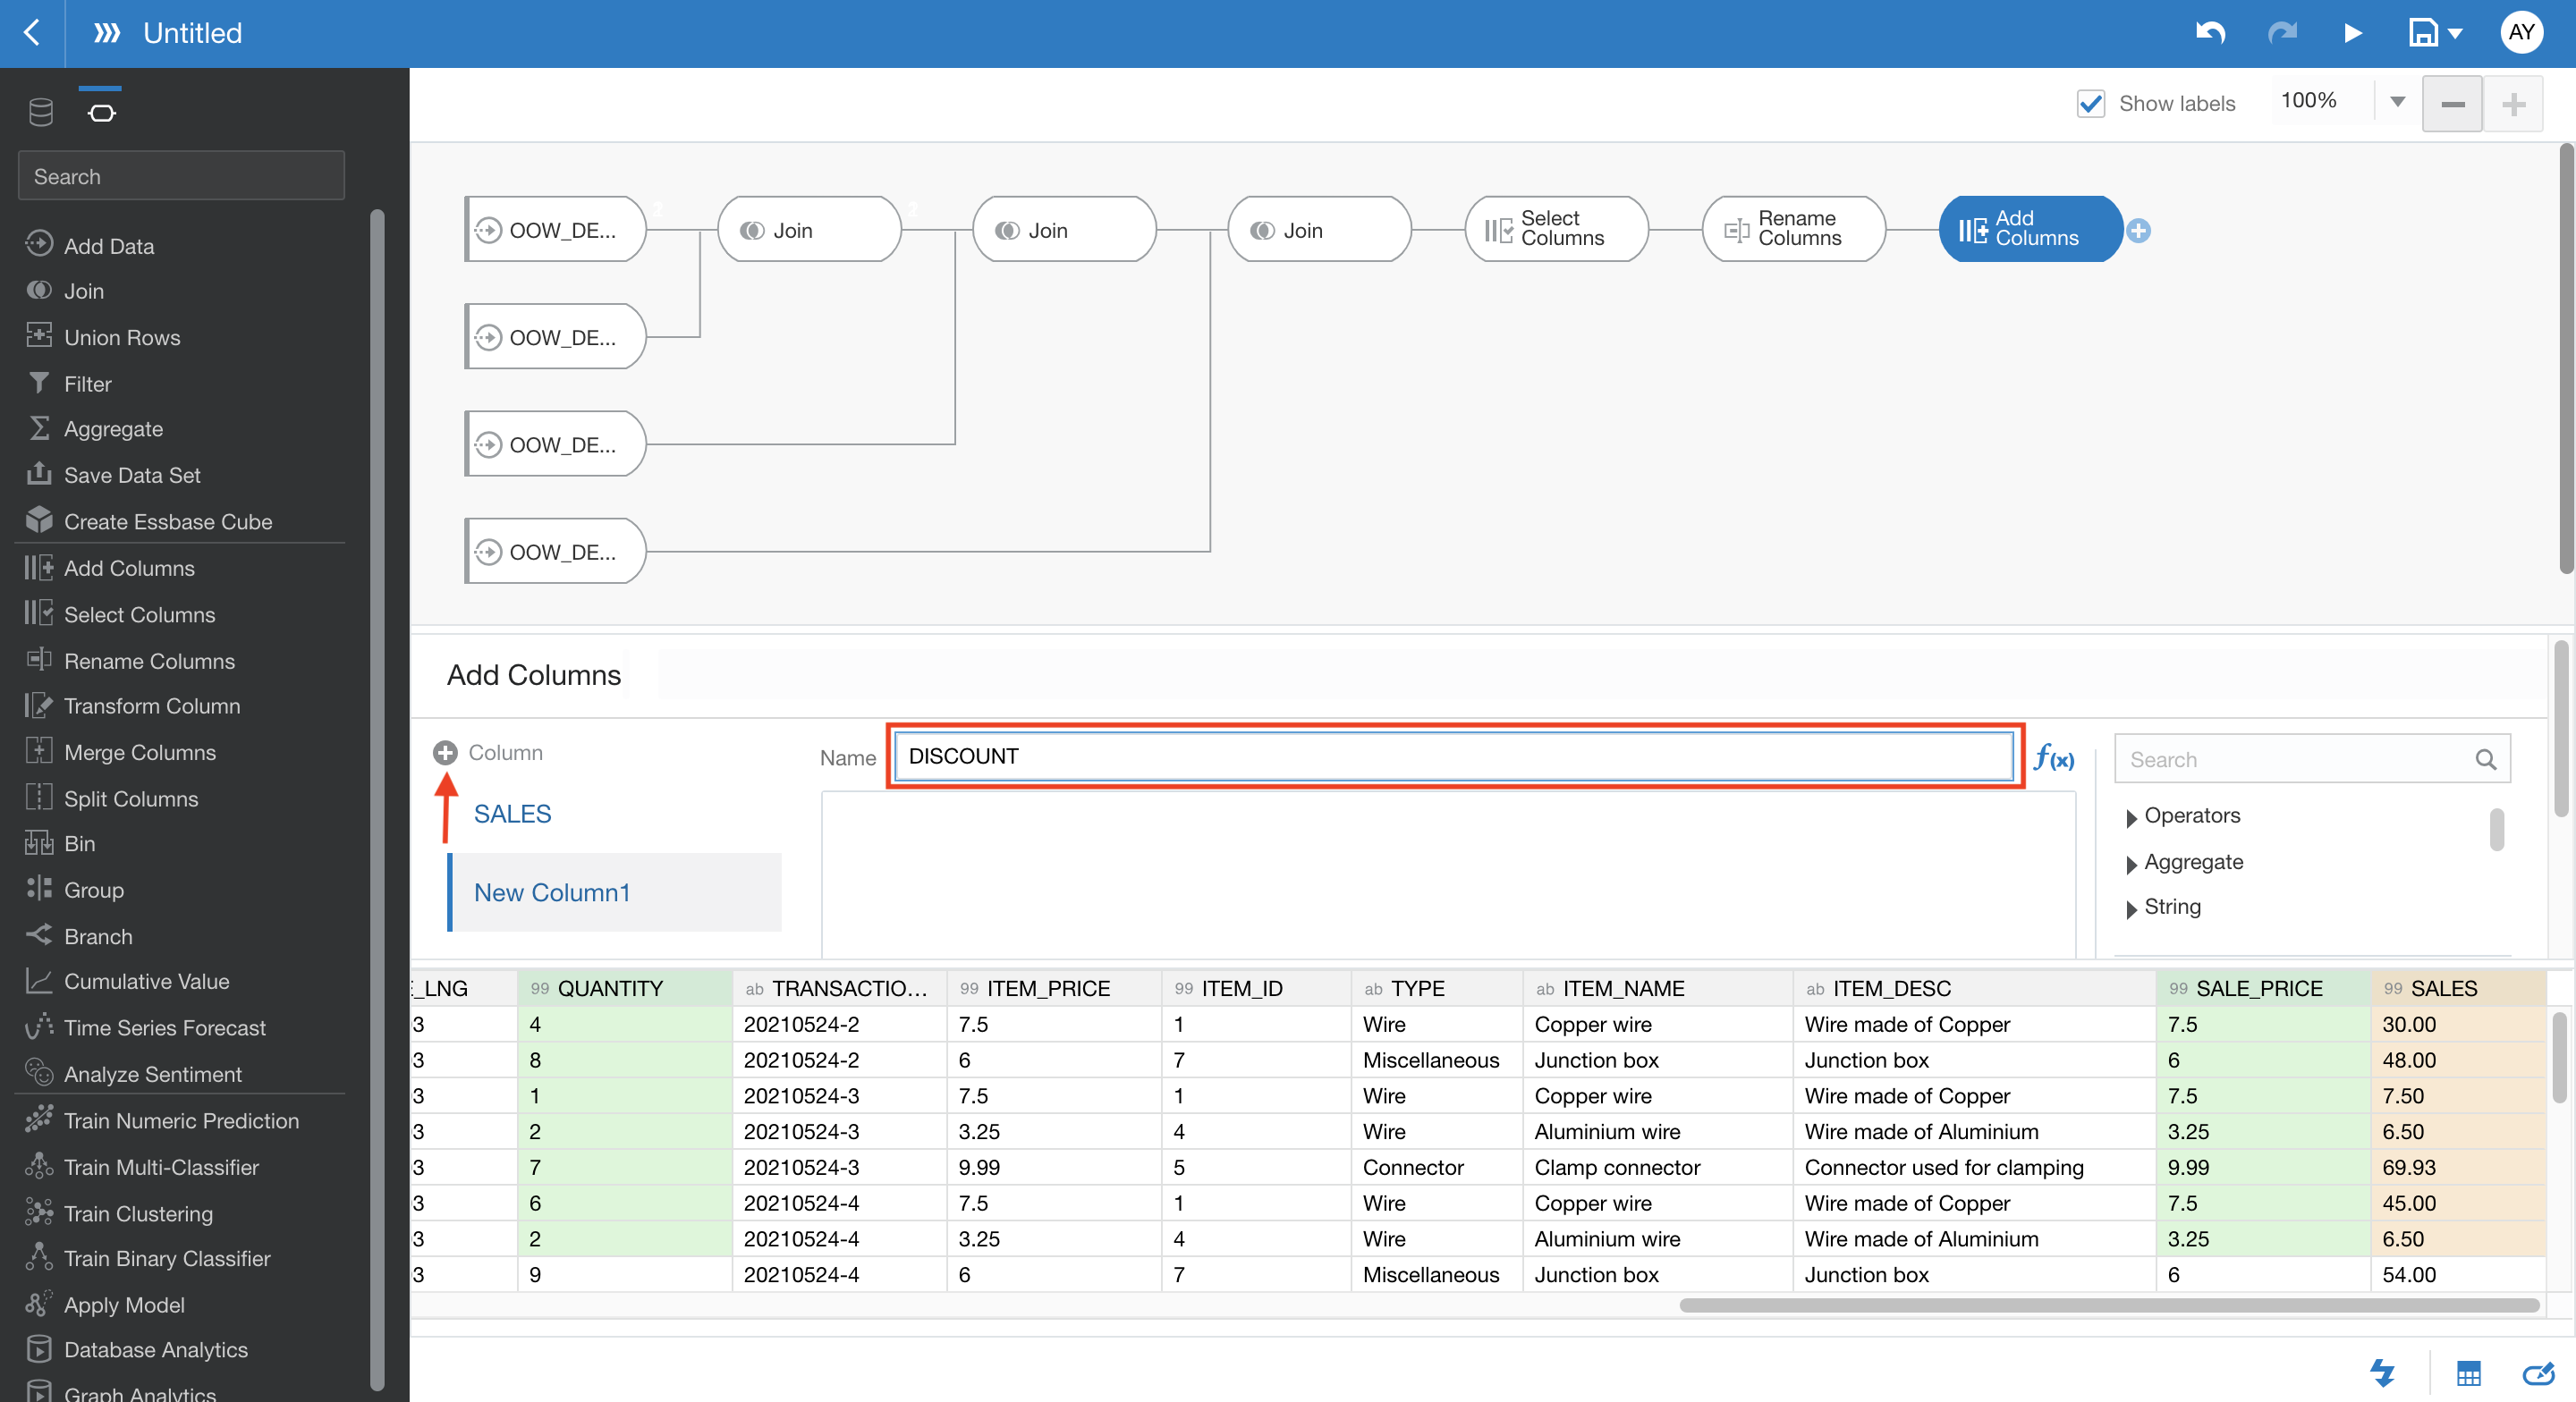 Untitled
AY
Show labels
100%
Search
Add Data
Join
Union Rows
Filter
Aggregate
Save Data Set
Create Essbase Cube
Add Columns
Select Columns
Rename Columns
Transform Column
Merge Columns
Split Columns
Bin
Group
Branch
Cumulative Value
Time Series Forecast
Analyze Sentiment
Train Numeric Prediction
Train Multi-Classifier
Train Clustering
Train Binary Classifier
Apply Model
Database Analytics
Graph Analytics
OOW_DE...
2
Join
2
Join
Join
Select
Columns
Rename
Columns
Add
Columns
OOW_DE...
OOW_DE...
OOW_DE...
Add Columns
Column
SALES
New Column1
Name
DISCOUNT
f(x)
Search
Operators
Aggregate
String
E_LNG 99 QUANTITY ab TRANSACTIO... 99 ITEM_PRICE 99 ITEM_ID ab TYPE ab ITEM_NAME ab ITEM_DESC 99 SALE_PRICE 99 SALES
3 4 20210524-2 7.5 1 Wire Copper wire Wire made of Copper 7.5 30.00
3 8 20210524-2 6 7 Miscellaneous Junction box Junction box 6 48.00
3 1 20210524-3 7.5 1 Wire Copper wire Wire made of Copper 7.5 7.50
3 2 20210524-3 3.25 4 Wire Aluminium wire Wire made of Aluminium 3.25 6.50
3 7 20210524-3 9.99 5 Connector Clamp connector Connector used for clamping 9.99 69.93
3 6 20210524-4 7.5 1 Wire Copper wire Wire made of Copper 7.5 45.00
3 2 20210524-4 3.25 4 Wire Aluminium wire Wire made of Aluminium 3.25 6.50
3 9 20210524-4 6 7 Miscellaneous Junction box Junction box 6 54.00